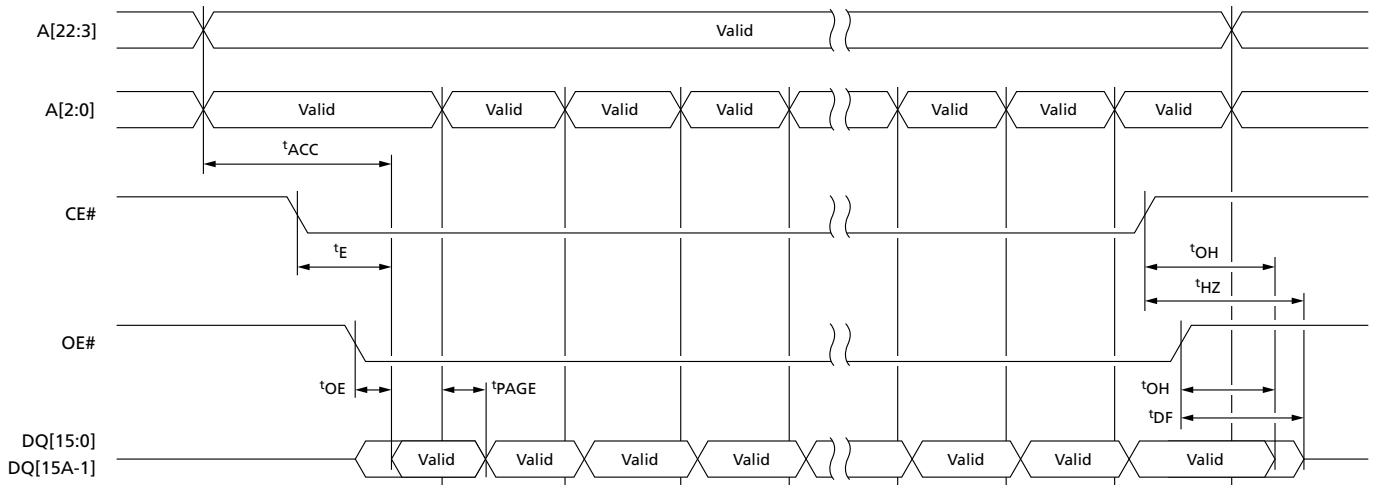 A[22:3] Valid
A[2:0] Valid Valid Valid Valid Valid Valid Valid
tACC
CE#
tE tOH
tHZ
OE#
tOE tPAGE tOH
tDF
DQ[15:0]
DQ[15A-1] Valid Valid Valid Valid Valid Valid Valid